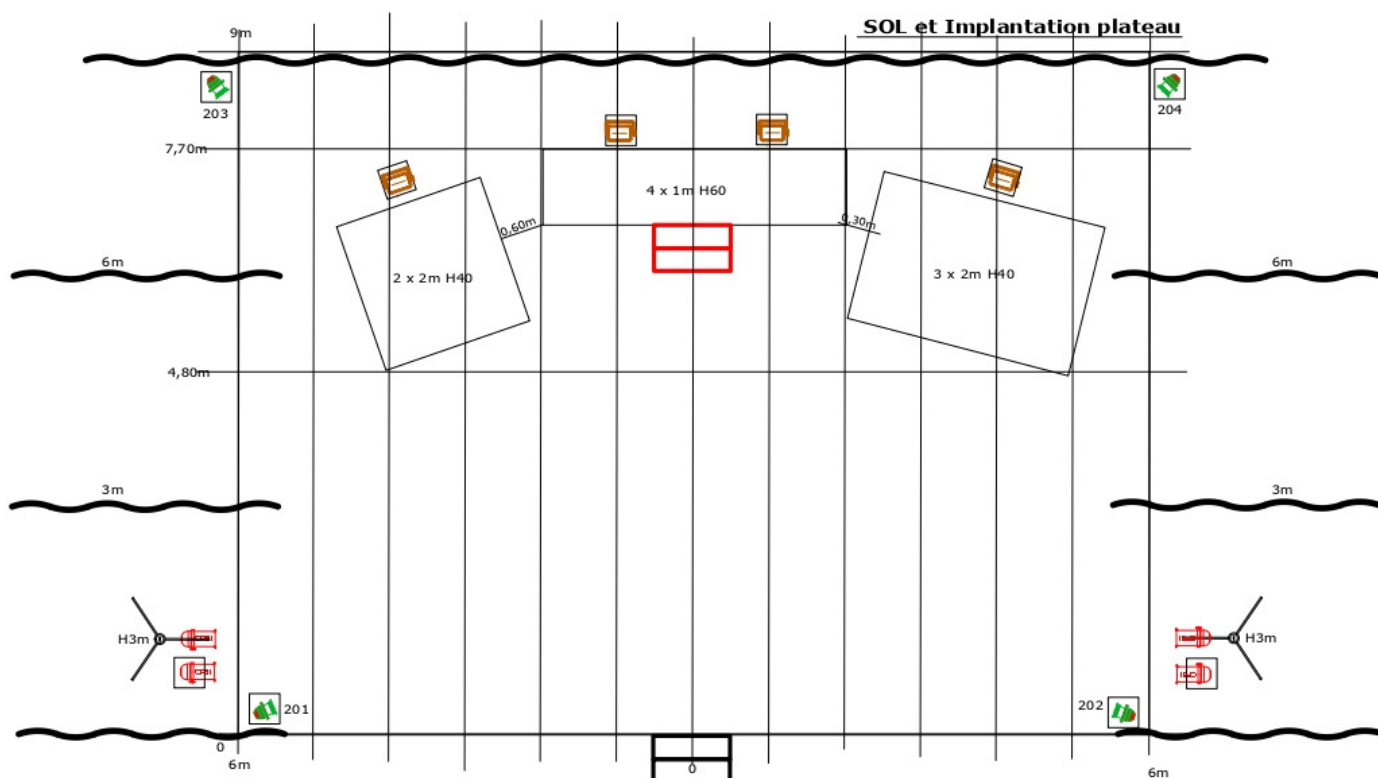 SOL et Implantation plateau
9m
203
204
7,70m
4 x 1m H60
0,60m
0,30m
6m
6m
2 x 2m H40
3 x 2m H40
4,80m
3m
3m
H3m
H3m
201
202
0
6m
0
6m